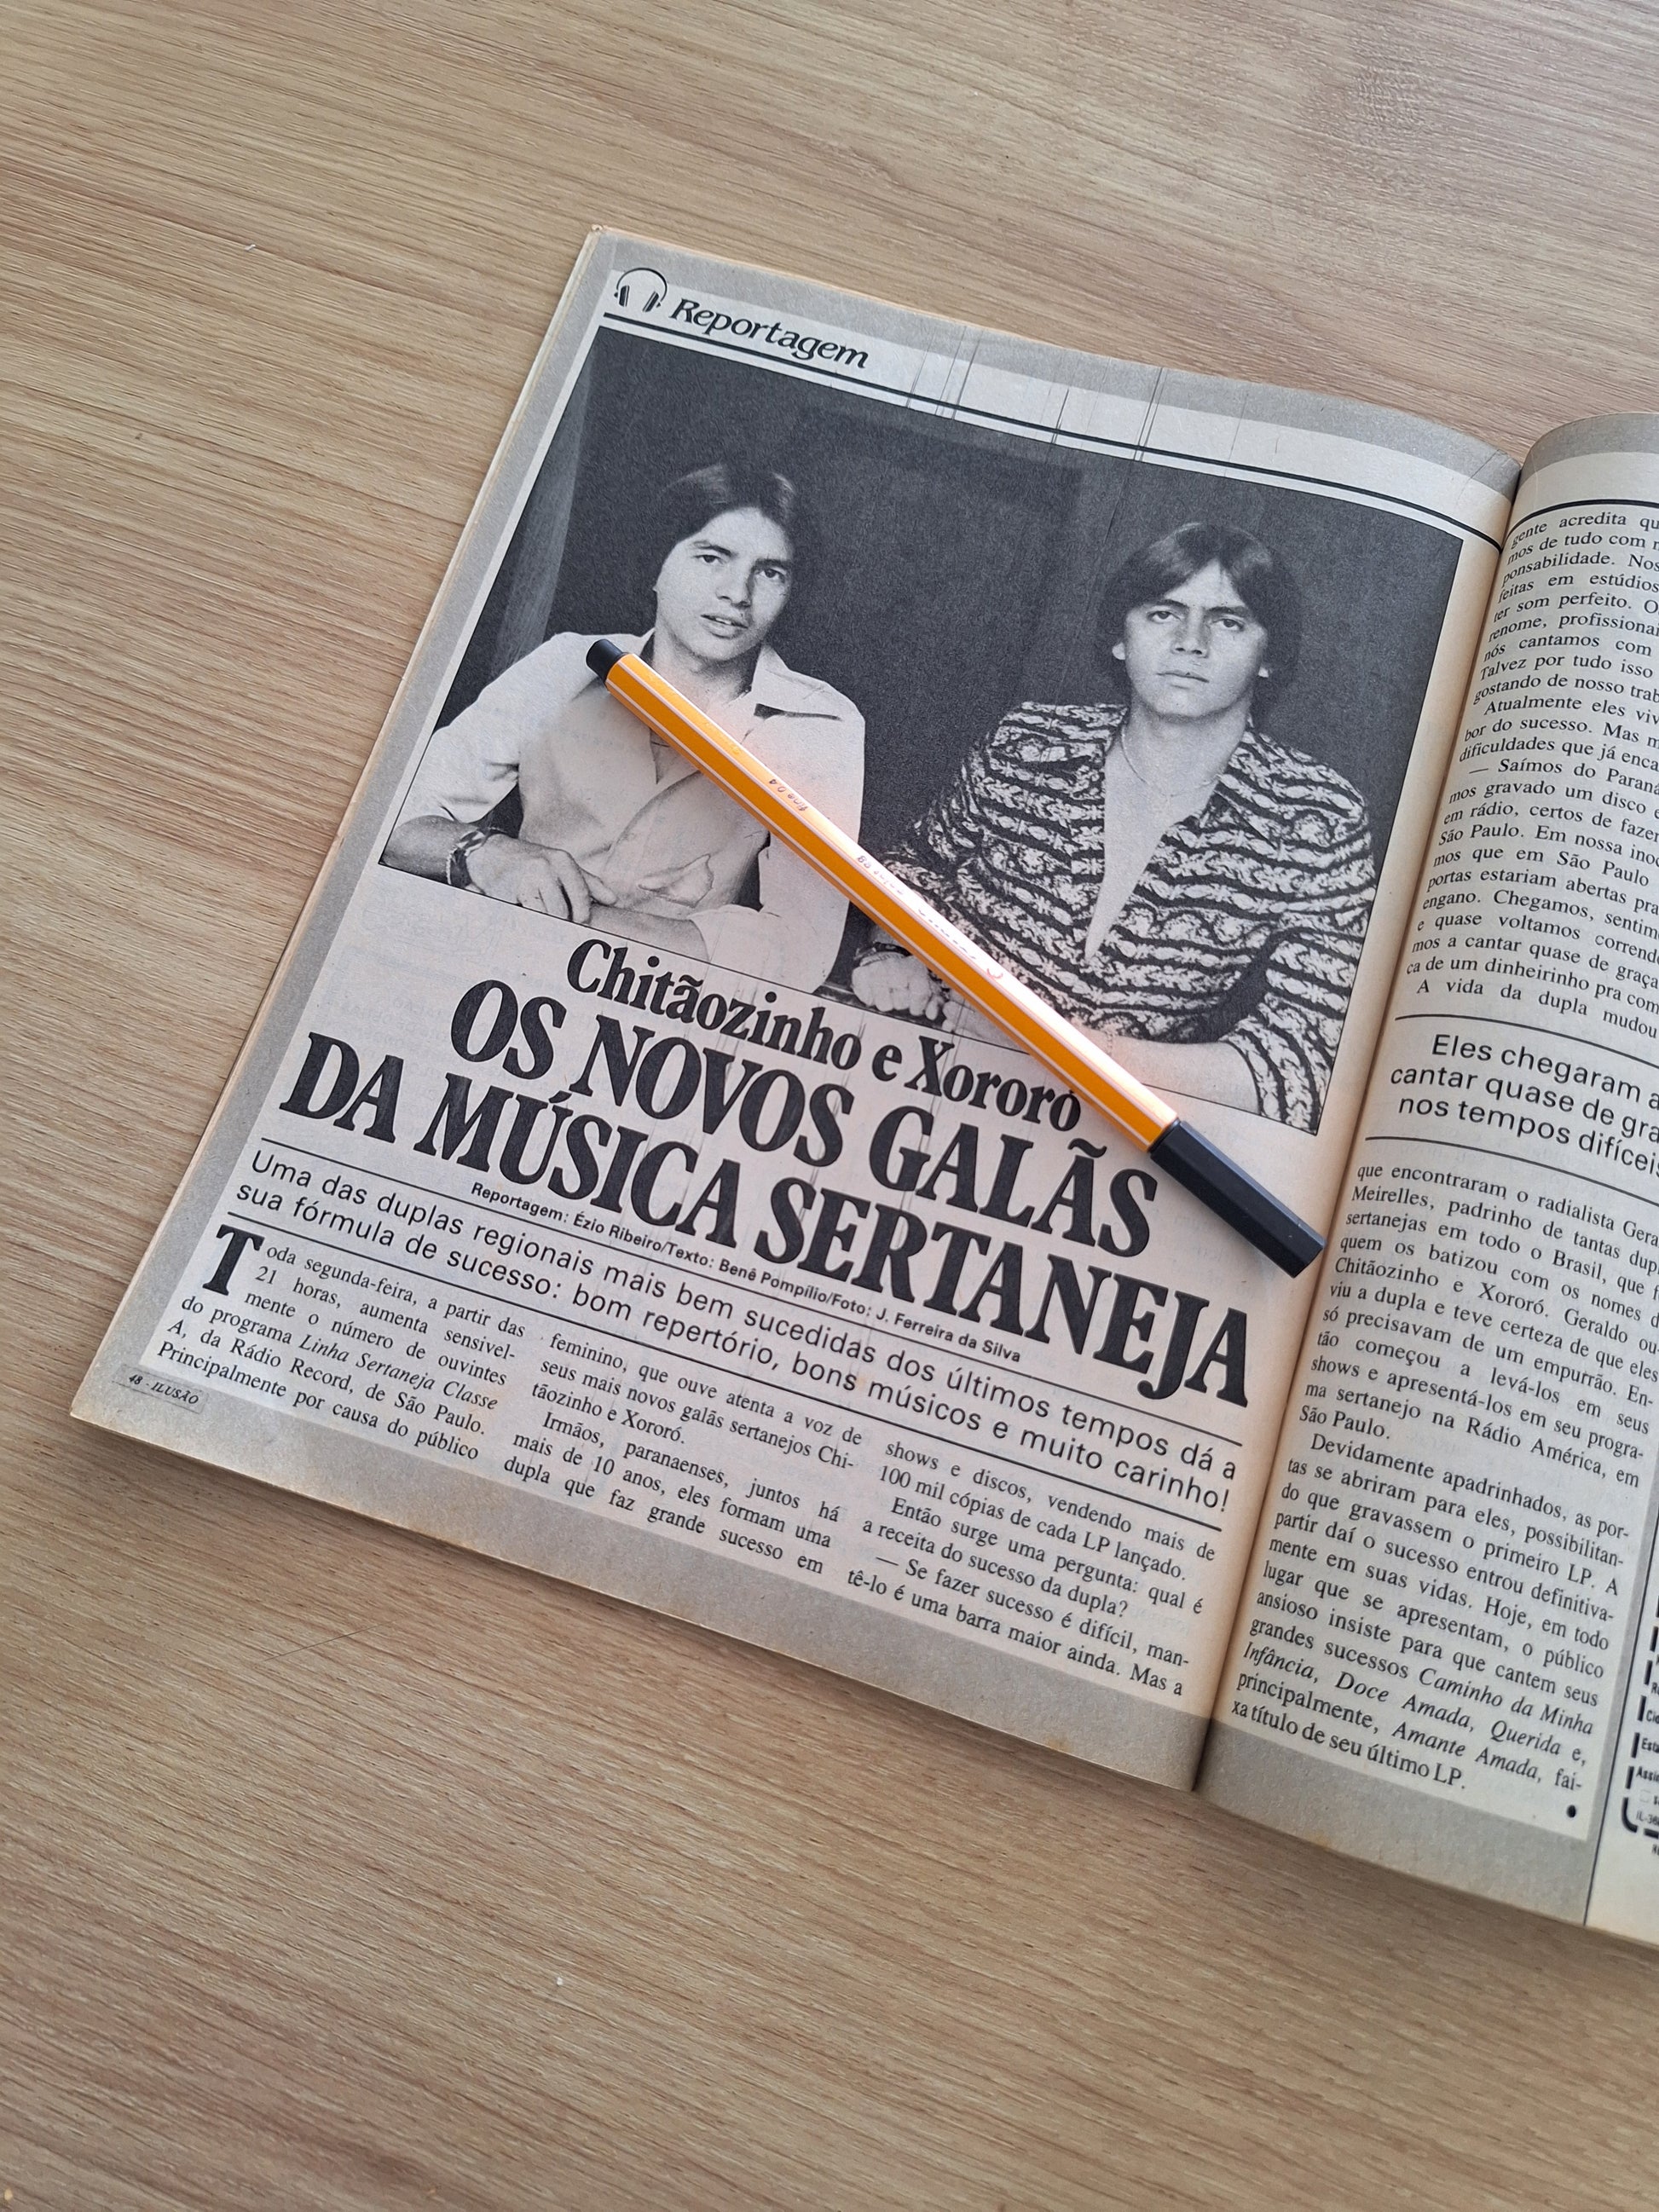 Reportagem
fine 0,4
Chitãozinho e Xororó
OS NOVOS GALÃS
DA MÚSICA SERTANEJA
Reportagem: Ézio Ribeiro/Texto: Benê Pompílio/Foto: J. Ferreira da Silva
Uma das duplas regionais mais bem sucedidas dos últimos tempos dá a
sua fórmula de sucesso: bom repertório, bons músicos e muito carinho!
Toda segunda-feira, a partir das
21 horas, aumenta sensivel-
mente o número de ouvintes
do programa Linha Sertaneja Classe
A, da Rádio Record, de São Paulo.
Principalmente por causa do público
feminino, que ouve atenta a voz de
seus mais novos galãs sertanejos Chi-
tãozinho e Xororó.
Irmãos, paranaenses, juntos há
mais de 10 anos, eles formam uma
dupla que faz grande sucesso em
shows e discos, vendendo mais de
100 mil cópias de cada LP lançado.
Então surge uma pergunta: qual é
a receita do sucesso da dupla?
— Se fazer sucesso é difícil, man-
tê-lo é uma barra maior ainda. Mas a
48 - ILUSÃO
gente acredita
mos de tudo com
ponsabilidade. Nos
feitas em estúdios
ter som perfeito.
renome,
nós cantamos com
Talvez por tudo isso
gostando de nosso
Atualmente eles
bor do sucesso. Mas
dificuldades que já
— Saímos do Paraná
mos gravado um disco
em rádio, certos de
São Paulo. Em nossa
mos que em São Paulo
portas estariam abertas
engano. Chegamos,
e quase voltamos
mos a cantar quase de graça
ca de um dinheirinho pra
A vida da dupla mudou
Eles chegaram a
cantar quase de
nos tempos
que encontraram o radialista
Meirelles, padrinho de tantas
sertanejas em todo o Brasil, que
quem os batizou com os nomes
Chitãozinho e Xororó. Geraldo ou-
viu a dupla e teve certeza de que eles
só precisavam de um empurrão. En-
tão começou a levá-los em seus
shows e apresentá-los em seu progra-
ma sertanejo na Rádio América, em
São Paulo.
Devidamente apadrinhados, as por-
tas se abriram para eles, possibilitan-
do que gravassem o primeiro LP. A
partir daí o sucesso entrou definitiva-
mente em suas vidas. Hoje, em todo
lugar que se apresentam, o público
ansioso insiste para que cantem seus
grandes sucessos Caminho da Minha
Infância, Doce Amada, Querida e,
principalmente, Amante Amada, fai-
xa título de seu último LP.